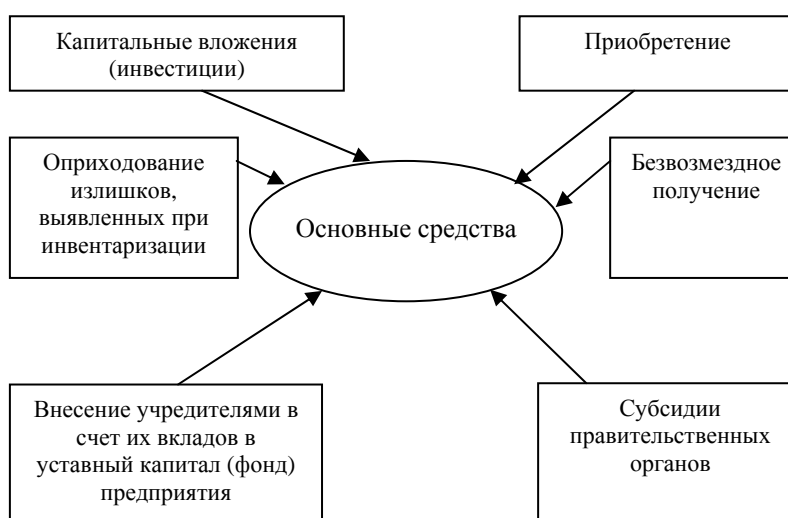 Капитальные вложения
(инвестиции)
Приобретение
Оприходование
излишков,
выявленных при
инвентаризации
Безвозмездное
получение
Основные средства
Внесение учредителями в
счет их вкладов в
уставный капитал (фонд)
предприятия
Субсидии
правительственных
органов